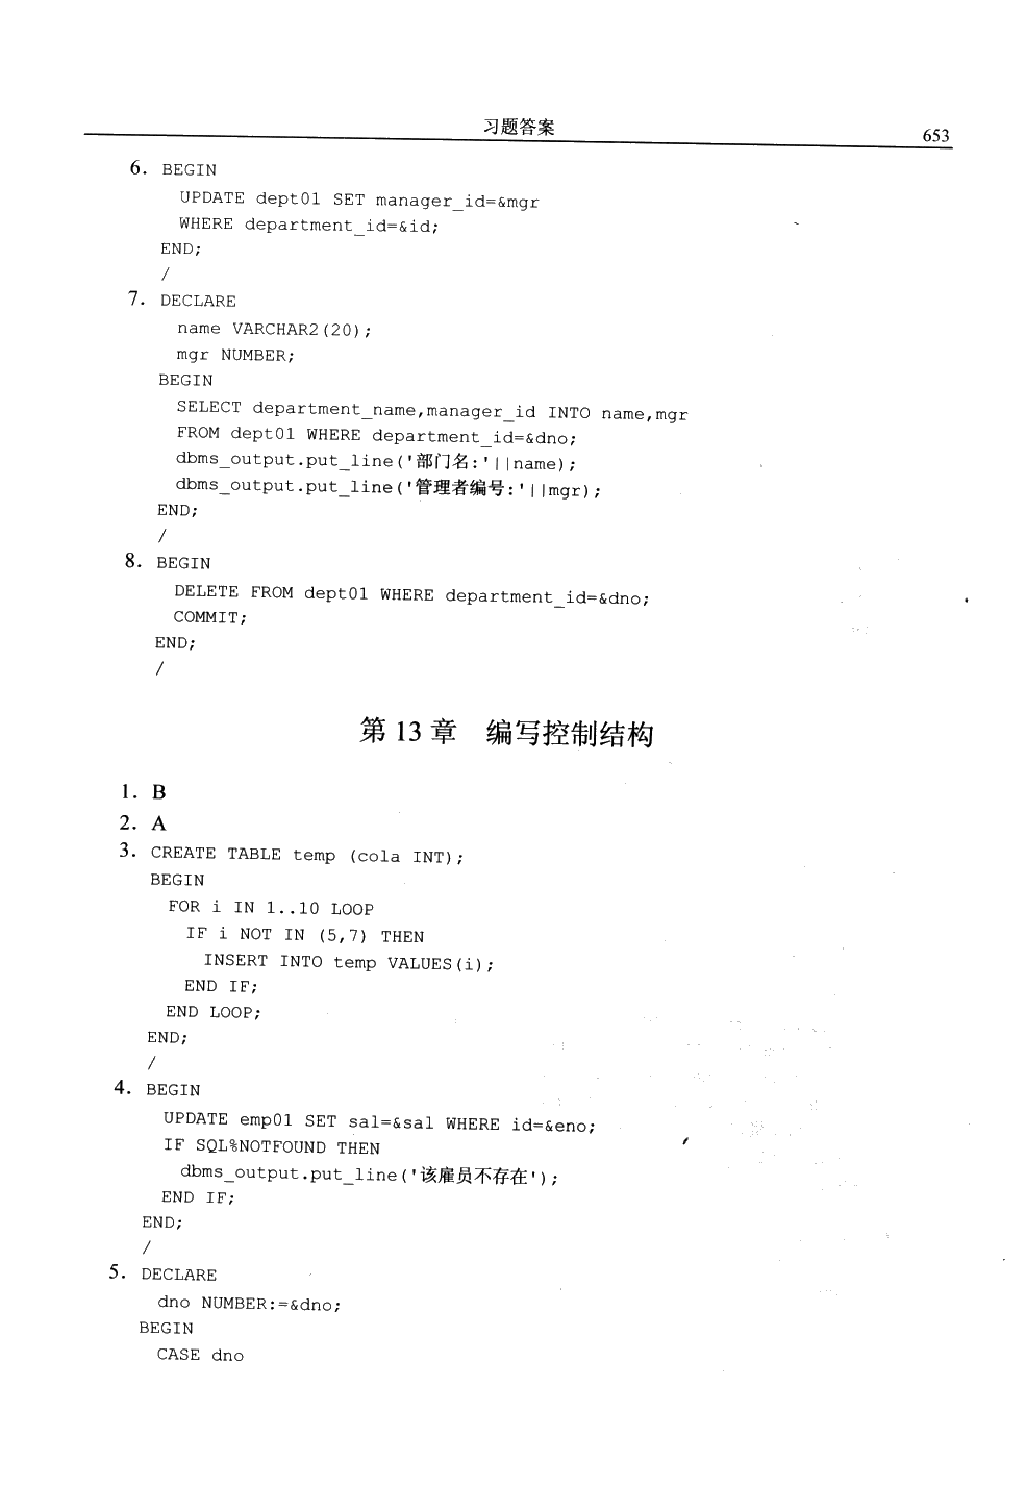 习题答案
653
6. BEGIN
UPDATE dept01 SET manager_id=&mgr
WHERE department_id=&id;
END;
/
7. DECLARE
name VARCHAR2(20);
mgr NUMBER;
BEGIN
SELECT department_name,manager_id INTO name,mgr
FROM dept01 WHERE department_id=&dno;
dbms_output.put_line('部门名:'||name);
dbms_output.put_line('管理者编号:'||mgr);
END;
/
8. BEGIN
DELETE FROM dept01 WHERE department_id=&dno;
COMMIT;
END;
/
第 13 章 编写控制结构
1. B
2. A
3. CREATE TABLE temp (cola INT);
BEGIN
FOR i IN 1..10 LOOP
IF i NOT IN (5,7) THEN
INSERT INTO temp VALUES(i);
END IF;
END LOOP;
END;
/
4. BEGIN
UPDATE emp01 SET sal=&sal WHERE id=&eno;
IF SQL%NOTFOUND THEN
dbms_output.put_line('该雇员不存在');
END IF;
END;
/
5. DECLARE
dno NUMBER:=&dno;
BEGIN
CASE dno